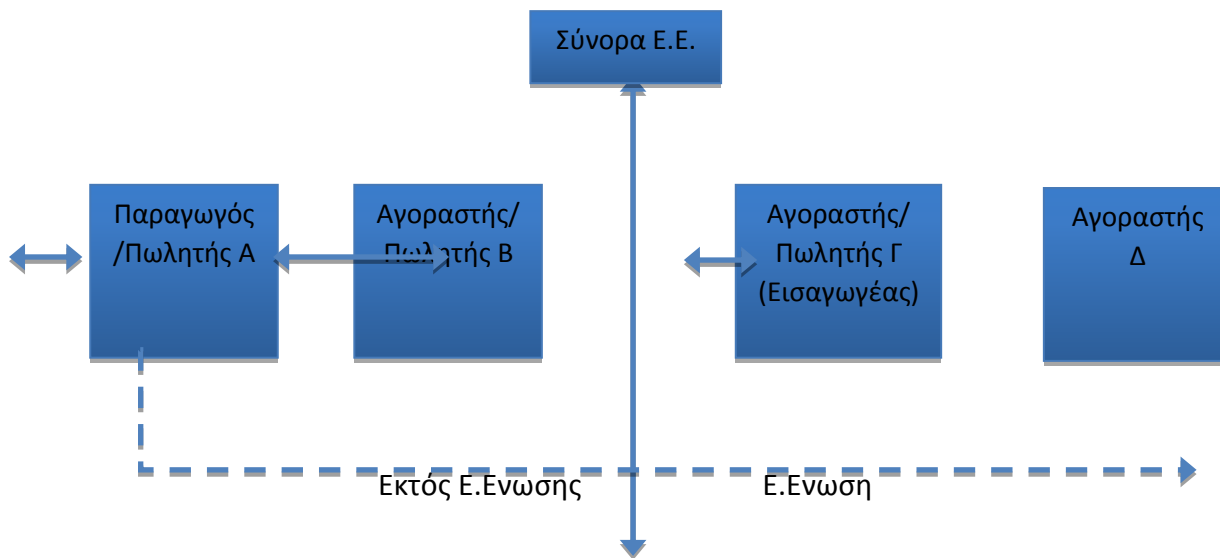 Σύνορα Ε.Ε.
Παραγωγός
/Πωλητής Α
Αγοραστής/
Πωλητής Β
Αγοραστής/
Πωλητής Γ
(Εισαγωγέας)
Αγοραστής
Δ
Εκτός Ε.Ενωσης
Ε.Ενωση